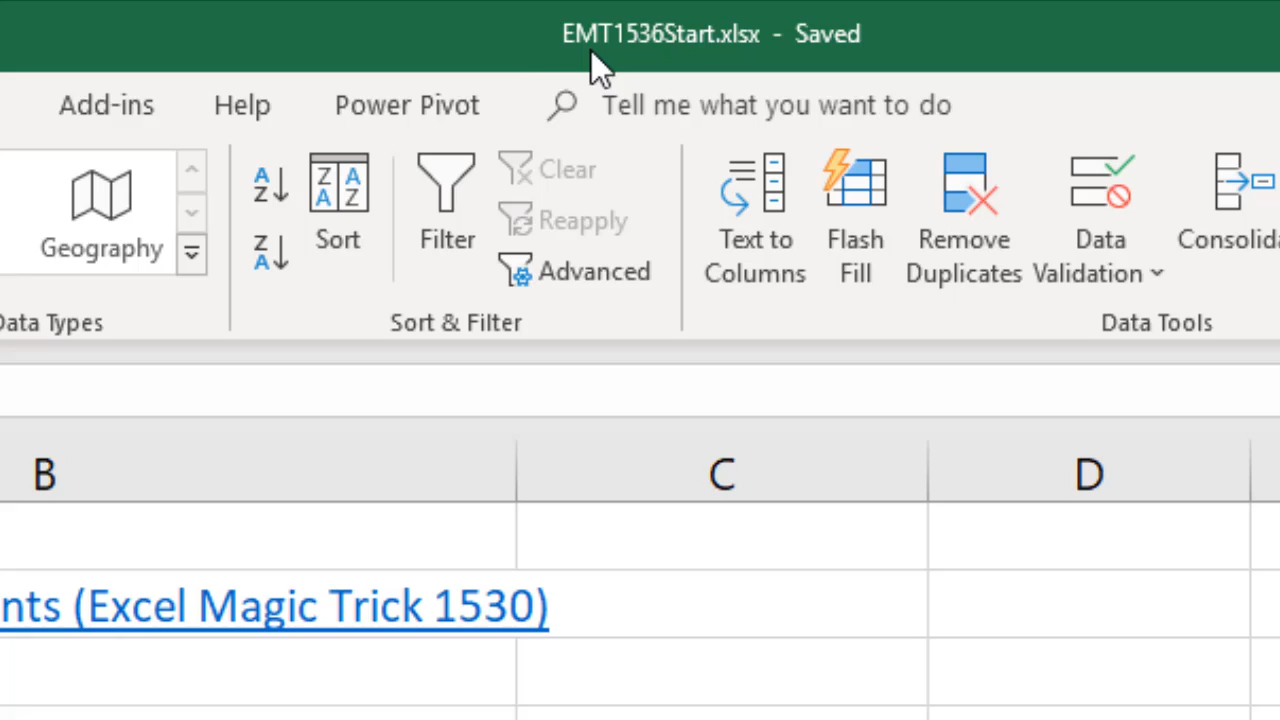 EMT1536Start.xlsx - Saved
Add-ins Help Power Pivot Tell me what you want to do
Geography
Sort
Filter
Clear
Reapply
Advanced
Text to
Columns
Flash
Fill
Remove
Duplicates
Data
Validation
Data Types
Sort & Filter
Data Tools
B C D
(Excel Magic Trick 1530)